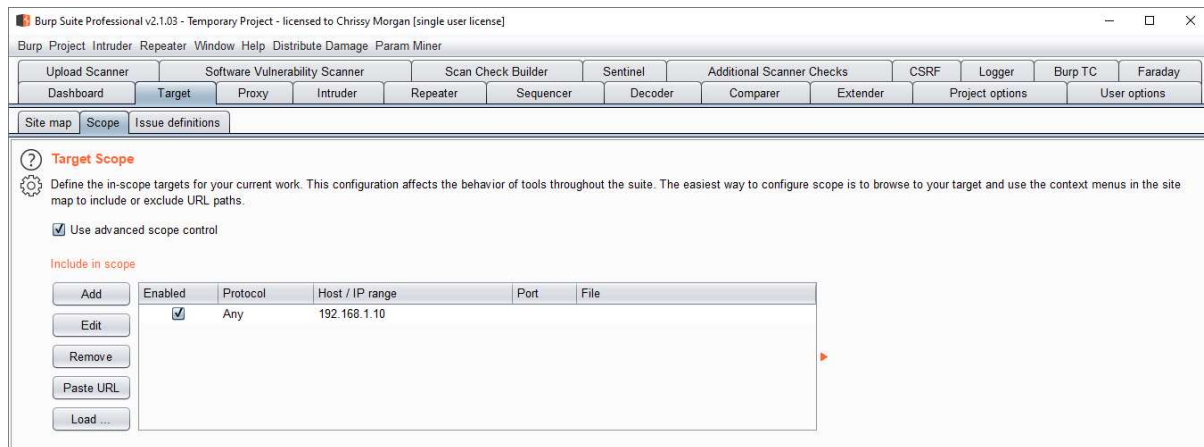 Burp Suite Professional v2.1.03 - Temporary Project - licensed to Chrissy Morgan [single user license]
Burp Project Intruder Repeater Window Help Distribute Damage Param Miner
Upload Scanner Software Vulnerability Scanner Scan Check Builder Sentinel Additional Scanner Checks CSRF Logger Burp TC Faraday
Dashboard Target Proxy Intruder Repeater Sequencer Decoder Comparer Extender Project options User options
Site map Scope Issue definitions
? Target Scope
Define the in-scope targets for your current work. This configuration affects the behavior of tools throughout the suite. The easiest way to configure scope is to browse to your target and use the context menus in the site
map to include or exclude URL paths.
Use advanced scope control
Include in scope
Add Enabled Protocol Host / IP range Port File
Any 192.168.1.10
Edit
Remove
Paste URL
Load ...